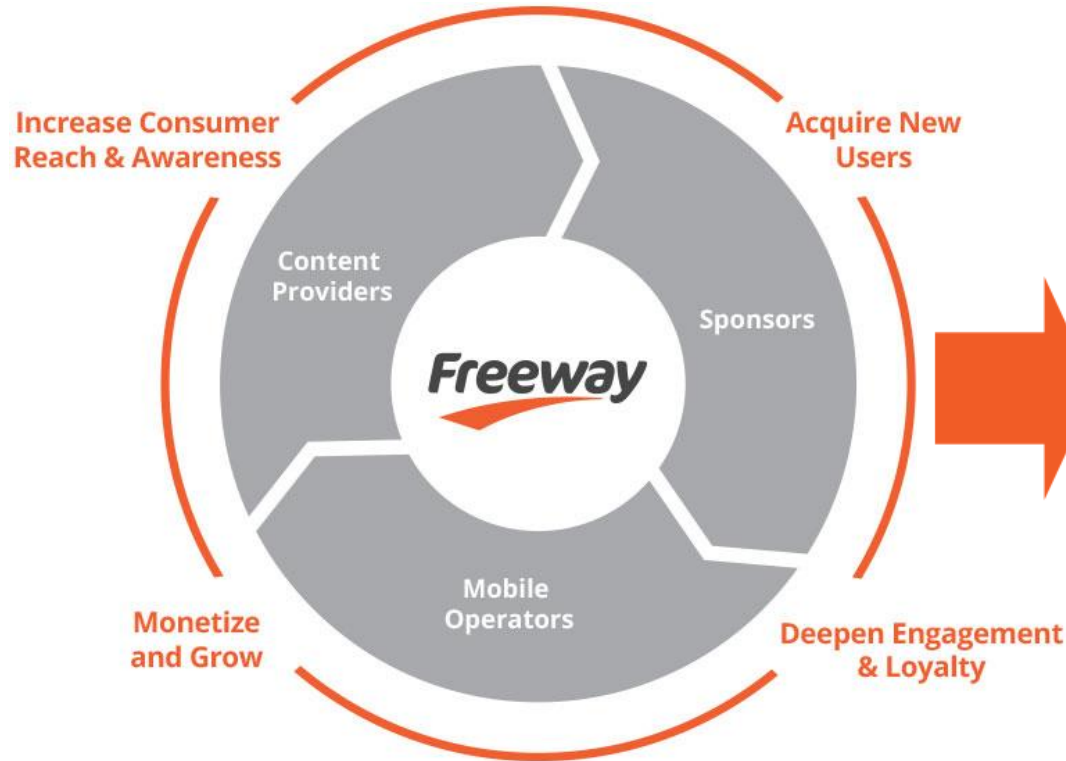 Increase Consumer
Reach & Awareness
Acquire New
Users
Content
Providers
Sponsors
Freeway
Mobile
Operators
Monetize
and Grow
Deepen Engagement
& Loyalty